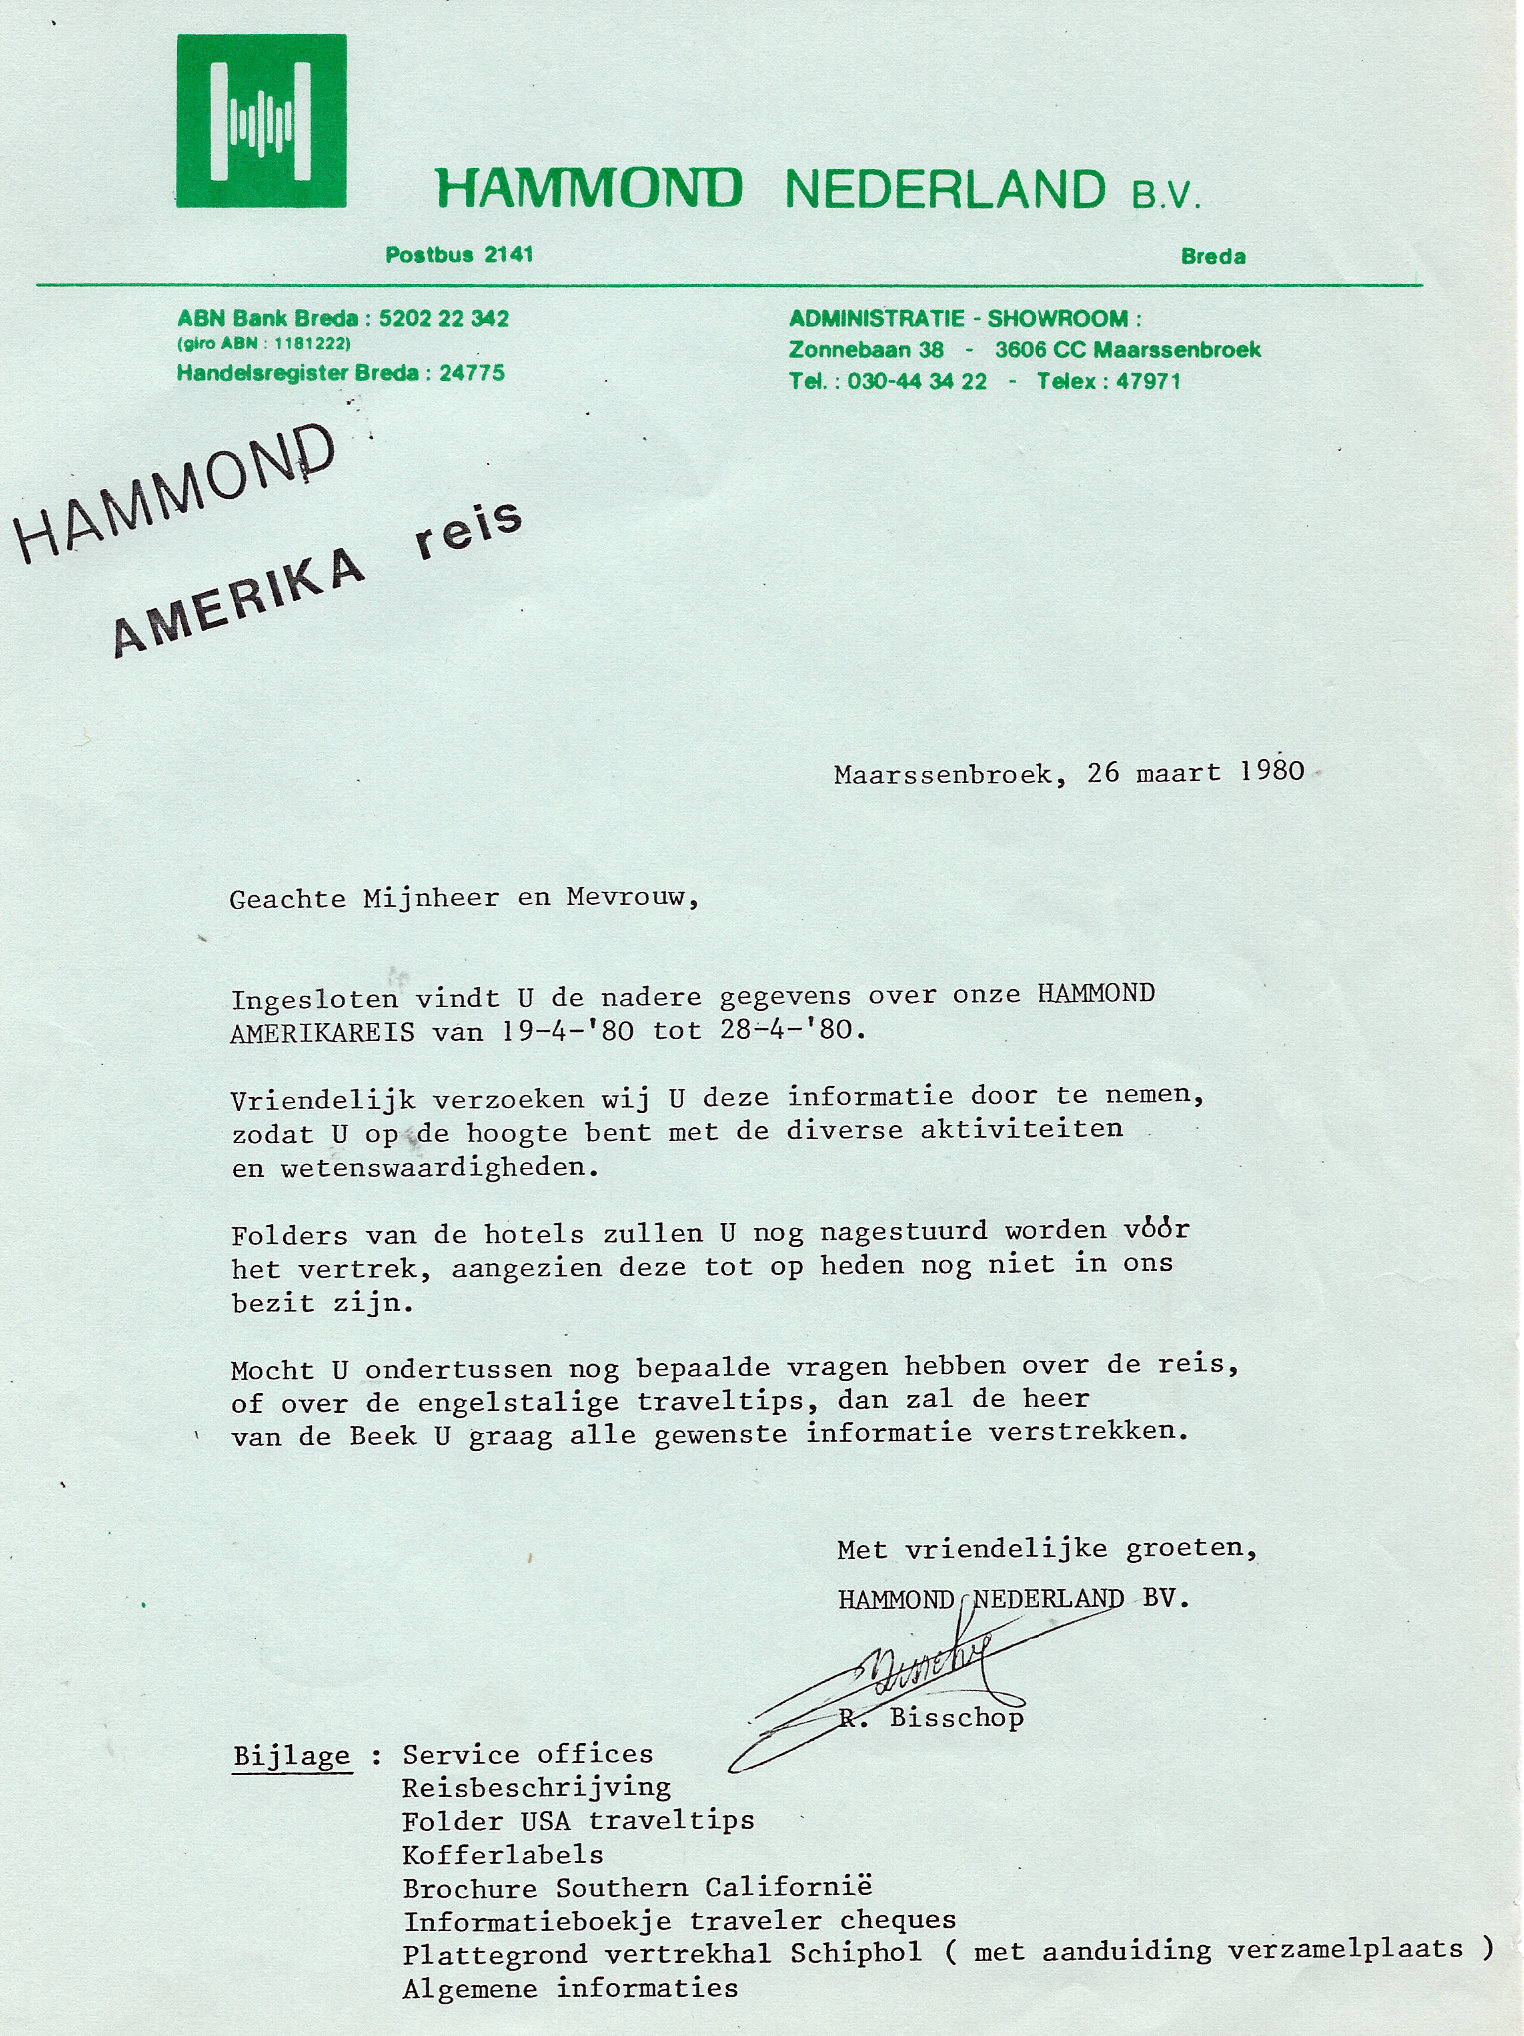 HAMMOND NEDERLAND B.V.
Postbus 2141 Breda
ABN Bank Breda : 5202 22 342
(giro ABN : 1181222)
Handelsregister Breda : 24775
ADMINISTRATIE - SHOWROOM :
Zonnebaan 38 - 3606 CC Maarssenbroek
Tel. : 030-44 34 22 - Telex : 47971
HAMMOND
AMERIKA reis
Maarssenbroek, 26 maart 1980
Geachte Mijnheer en Mevrouw,
Ingesloten vindt U de nadere gegevens over onze HAMMOND
AMERIKAREIS van 19-4-'80 tot 28-4-'80.
Vriendelijk verzoeken wij U deze informatie door te nemen,
zodat U op de hoogte bent met de diverse aktiviteiten
en wetenswaardigheden.
Folders van de hotels zullen U nog nagestuurd worden vóór
het vertrek, aangezien deze tot op heden nog niet in ons
bezit zijn.
Mocht U ondertussen nog bepaalde vragen hebben over de reis,
of over de engelstalige traveltips, dan zal de heer
van de Beek U graag alle gewenste informatie verstrekken.
Met vriendelijke groeten,
HAMMOND NEDERLAND BV.
R. Bisschop
Bijlage : Service offices
Reisbeschrijving
Folder USA traveltips
Kofferlabels
Brochure Southern Californië
Informatieboekje traveler cheques
Plattegrond vertrekhal Schiphol ( met aanduiding verzamelplaats )
Algemene informaties